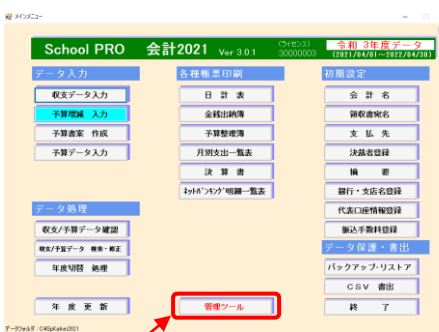 メインメニュー
School PRO 会計2021 Ver 3.0.1 (ライセンス) 30000003 令和 3年度データ (2021/04/01~2022/04/30)
データ入力 各種帳票印刷 初期設定
収支データ入力 日 計 表 会 計 名
予算増減 入力 金銭出納簿 領収書宛名
予算書案 作成 予算整理簿 支 払 先
予算データ入力 月別支出一覧表 決裁者登録
決 算 書 摘 要
ネットバンキング明細一覧表 銀行・支店名登録
データ処理 代表口座情報登録
収支/予算データ確認 振込手数料登録
収支/予算データ 検索・修正 データ保護・書出
年度切替 処理 バックアップ・リストア
CSV 書出
年 度 更 新 管理ツール 終 了
データフォルダ：C:\GpKaikei2021